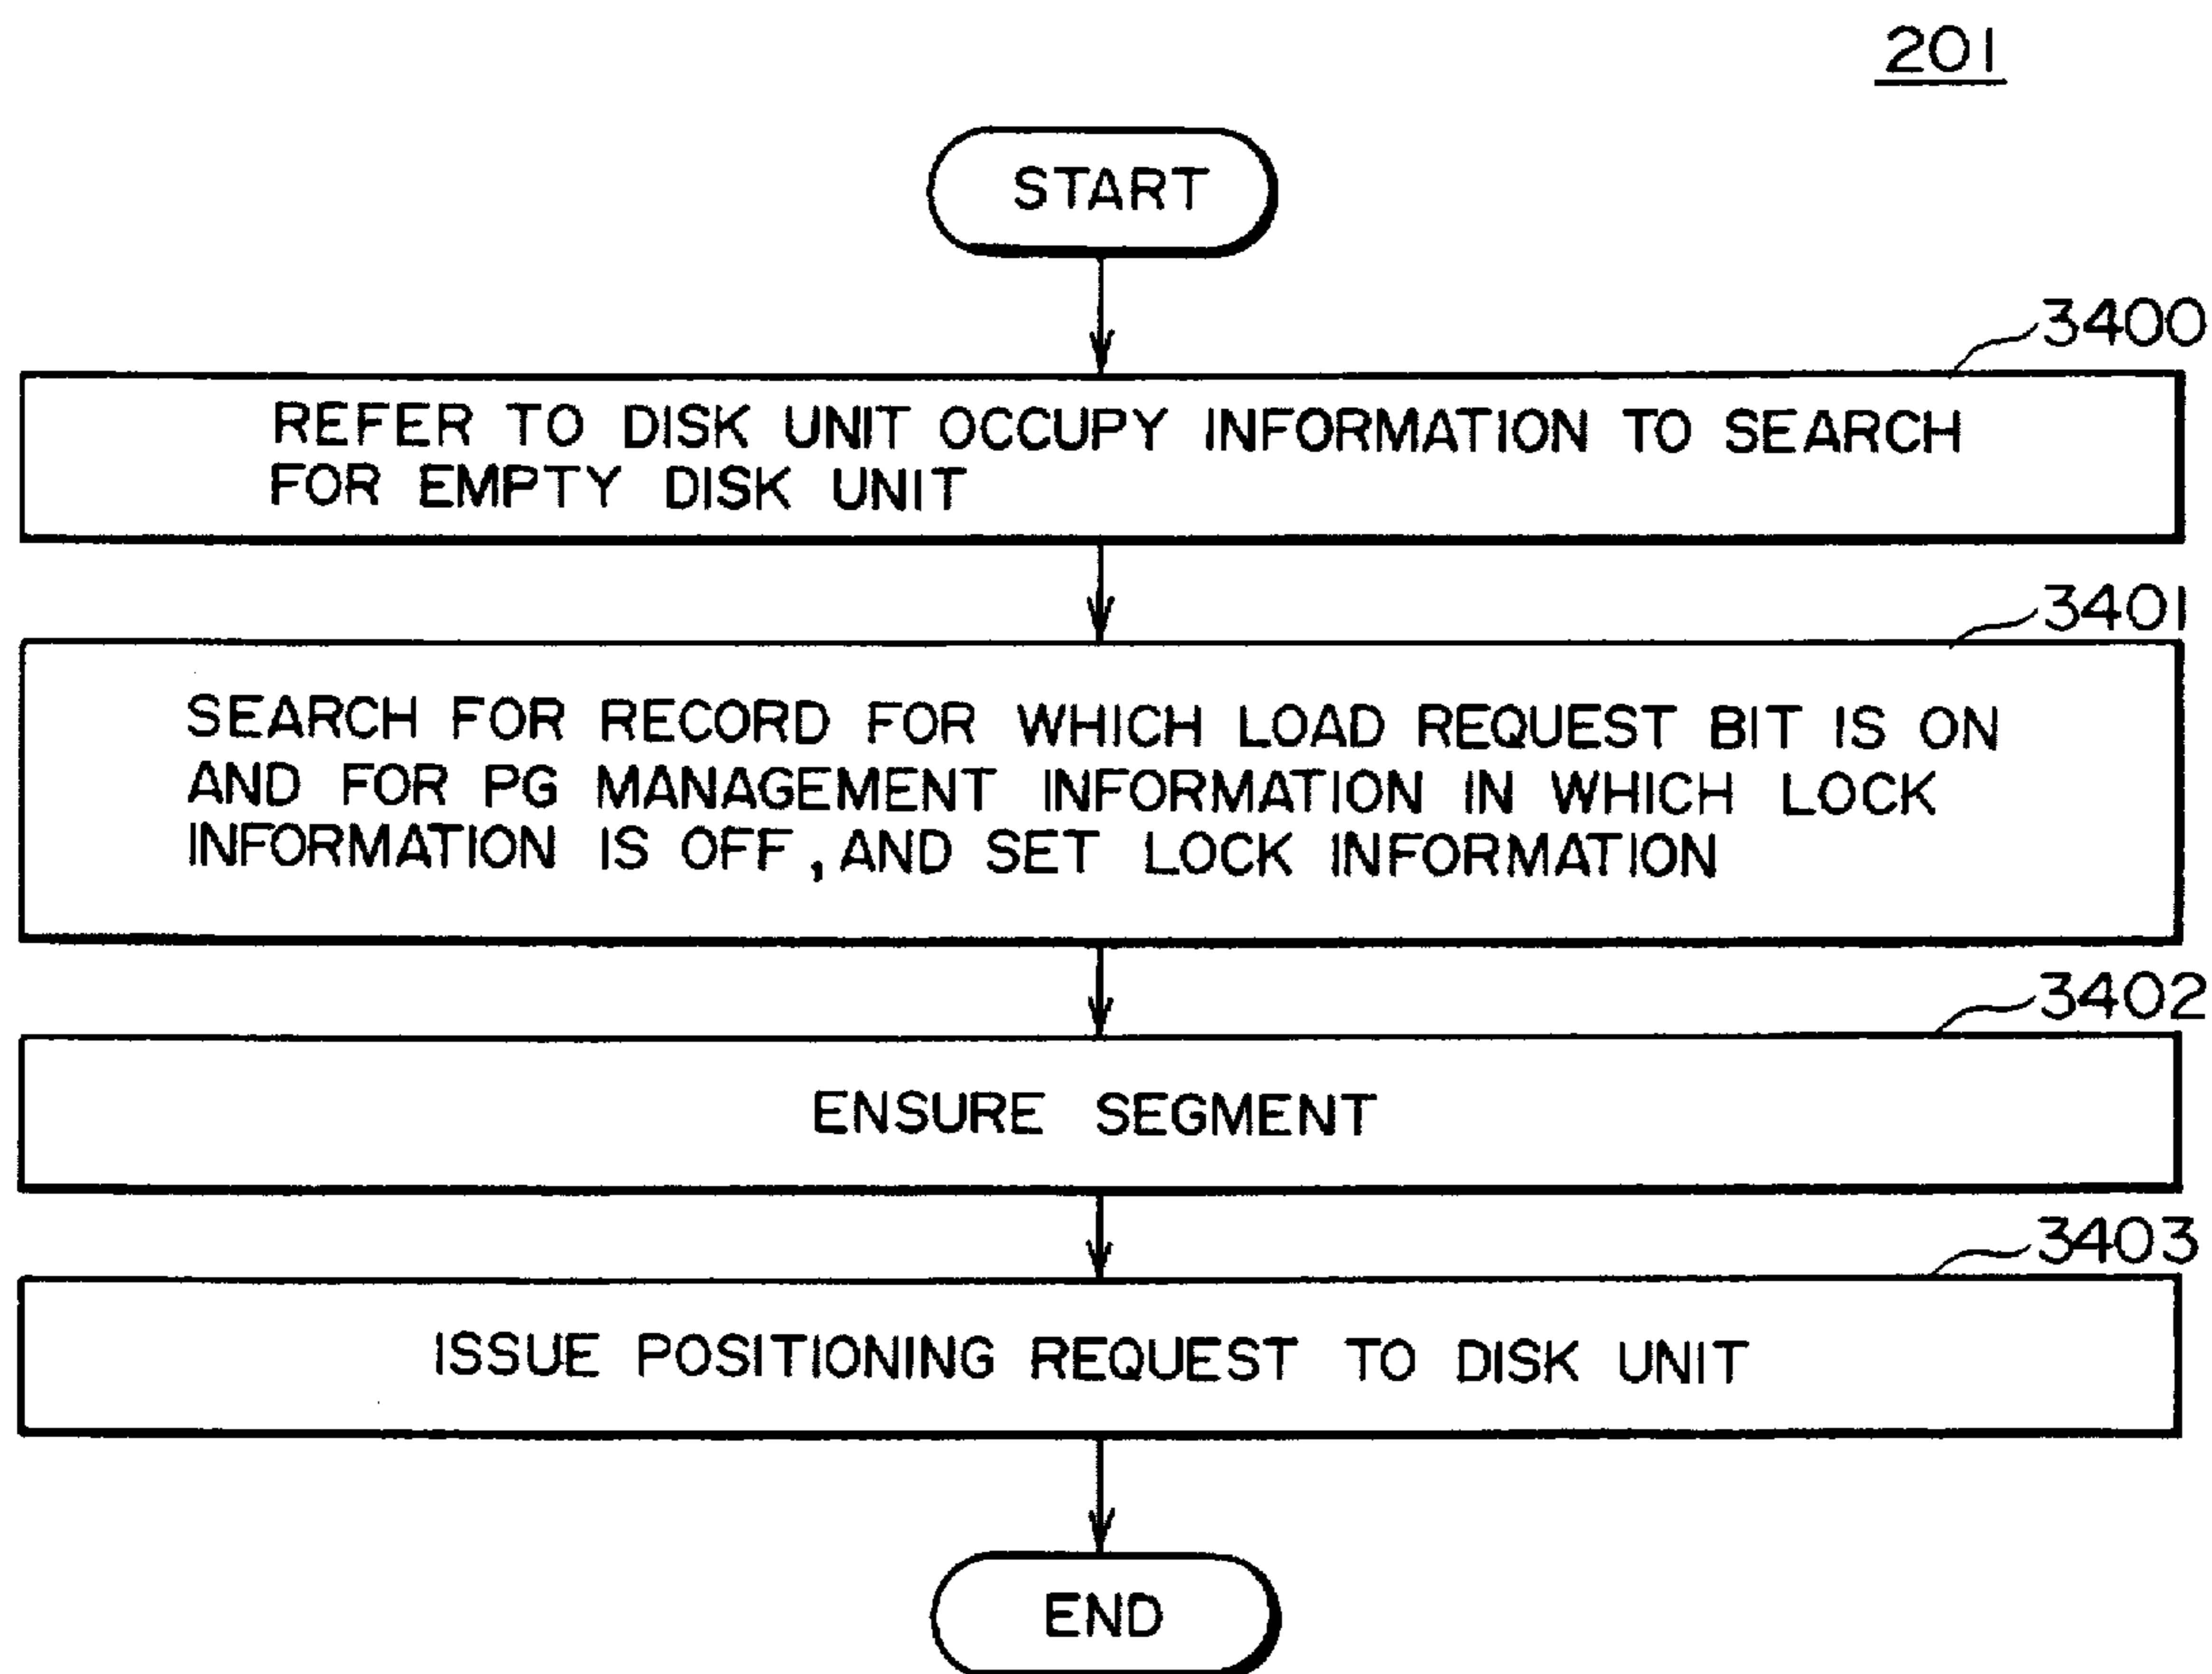 201
START
3400
REFER TO DISK UNIT OCCUPY INFORMATION TO SEARCH
FOR EMPTY DISK UNIT
3401
SEARCH FOR RECORD FOR WHICH LOAD REQUEST BIT IS ON
AND FOR PG MANAGEMENT INFORMATION IN WHICH LOCK
INFORMATION IS OFF, AND SET LOCK INFORMATION
3402
ENSURE SEGMENT
3403
ISSUE POSITIONING REQUEST TO DISK UNIT
END